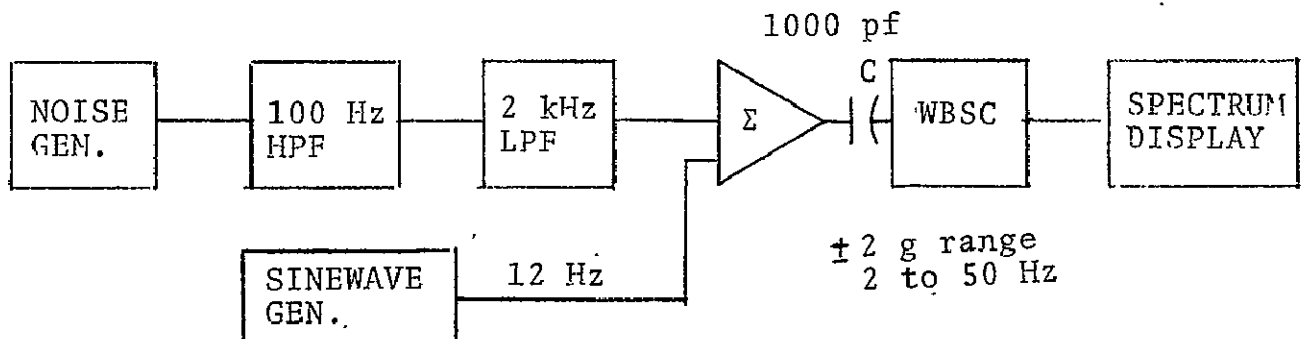 1000 pf
C
NOISE
GEN.
100 Hz
HPF
2 kHz
LPF
Σ
WBSC
SPECTRUM
DISPLAY
SINEWAVE
GEN.
12 Hz
± 2 g range
2 to 50 Hz